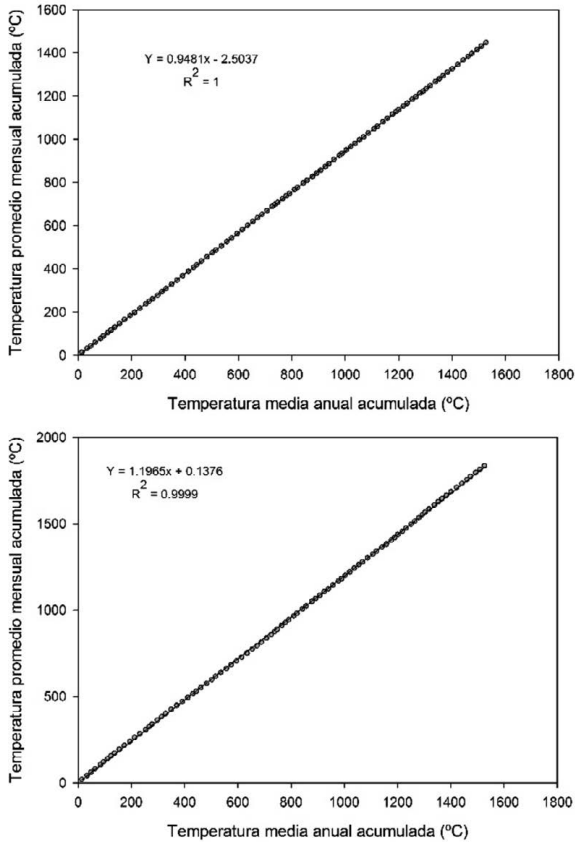 1600
1400
1200
1000
800
600
400
200
0
Temperatura promedio mensual acumulada (ºC)
Y = 0.9481x - 2.5037
R2 = 1
0 200 400 600 800 1000 1200 1400 1600 1800
Temperatura media anual acumulada (ºC)
2000
1500
1000
500
0
Temperatura promedio mensual acumulada (ºC)
Y = 1.1965x + 0.1376
R2 = 0.9999
0 200 400 600 800 1000 1200 1400 1600 1800
Temperatura media anual acumulada (ºC)